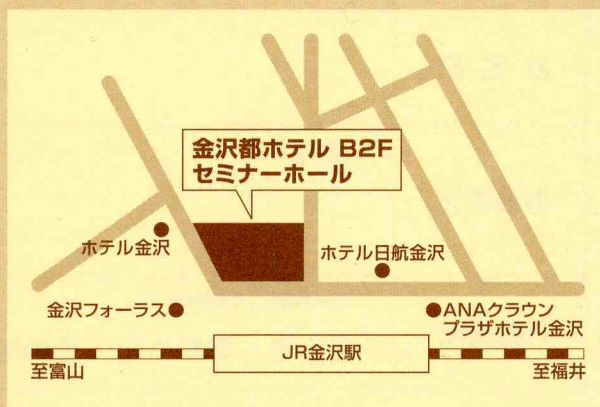 金沢都ホテル B2F
セミナーホール
ホテル金沢
ホテル日航金沢
金沢フォーラス
ANAクラウン
プラザホテル金沢
JR金沢駅
至富山
至福井